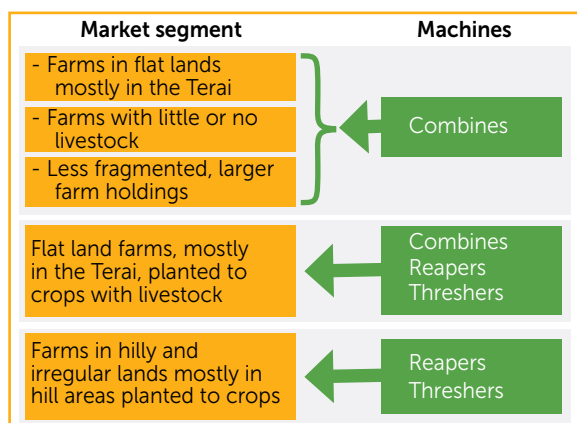 Market segment
Machines
- Farms in flat lands
mostly in the Terai
- Farms with little or no
livestock
- Less fragmented, larger
farm holdings
Combines
Flat land farms, mostly
in the Terai, planted to
crops with livestock
Combines
Reapers
Threshers
Farms in hilly and
irregular lands mostly in
hill areas planted to crops
Reapers
Threshers